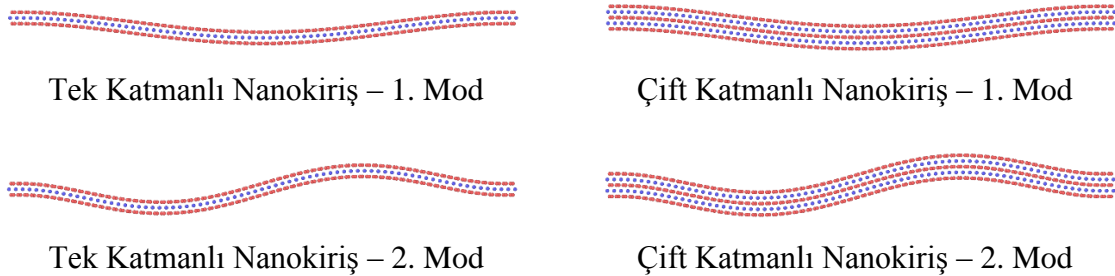 Tek Katmanlı Nanokiriş – 1. Mod
Çift Katmanlı Nanokiriş – 1. Mod
Tek Katmanlı Nanokiriş – 2. Mod
Çift Katmanlı Nanokiriş – 2. Mod